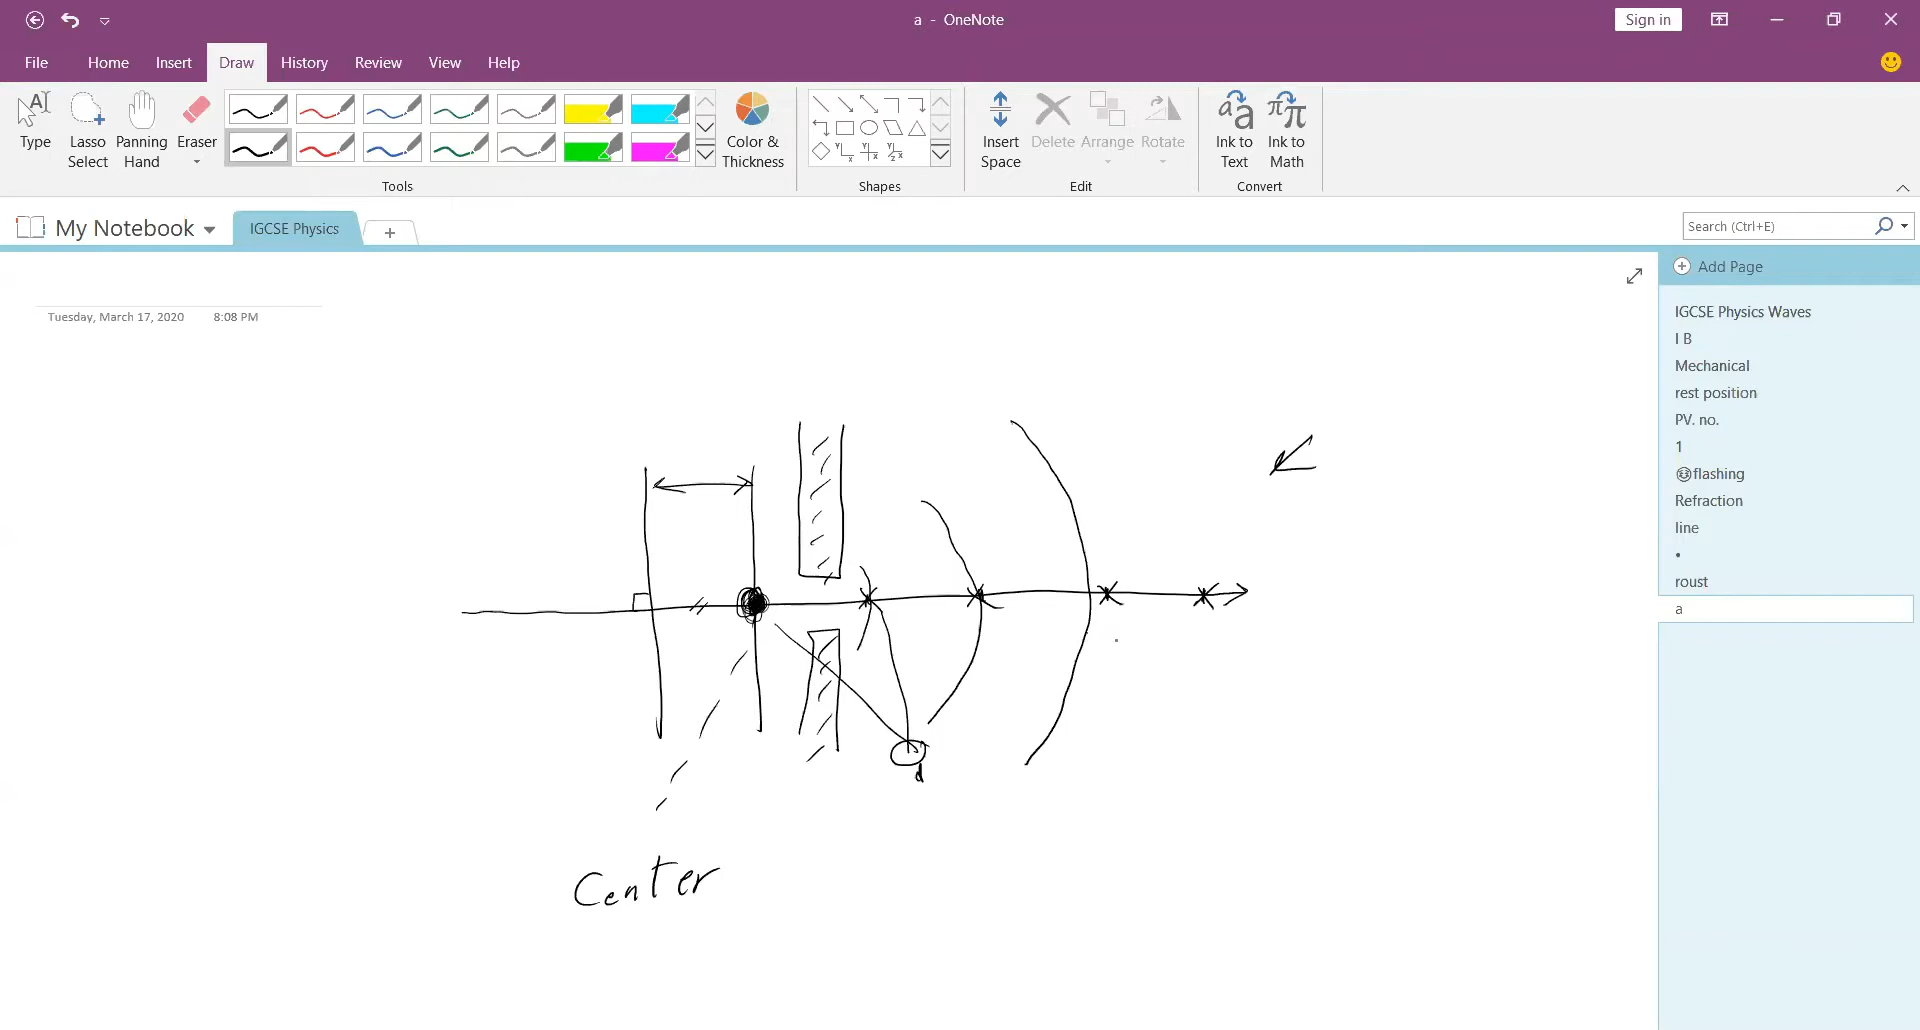 a - OneNote
Sign in
File Home Insert Draw History Review View Help
Type
Lasso Select
Panning Hand
Eraser
Color & Thickness
Insert Space
Delete
Arrange
Rotate
Ink to Text
Ink to Math
Tools
Shapes
Edit
Convert
My Notebook
IGCSE Physics
Search (Ctrl+E)
Add Page
Tuesday, March 17, 2020 8:08 PM
IGCSE Physics Waves
I B
Mechanical
rest position
PV. no.
1
flashing
Refraction
line
•
roust
a
d
Center